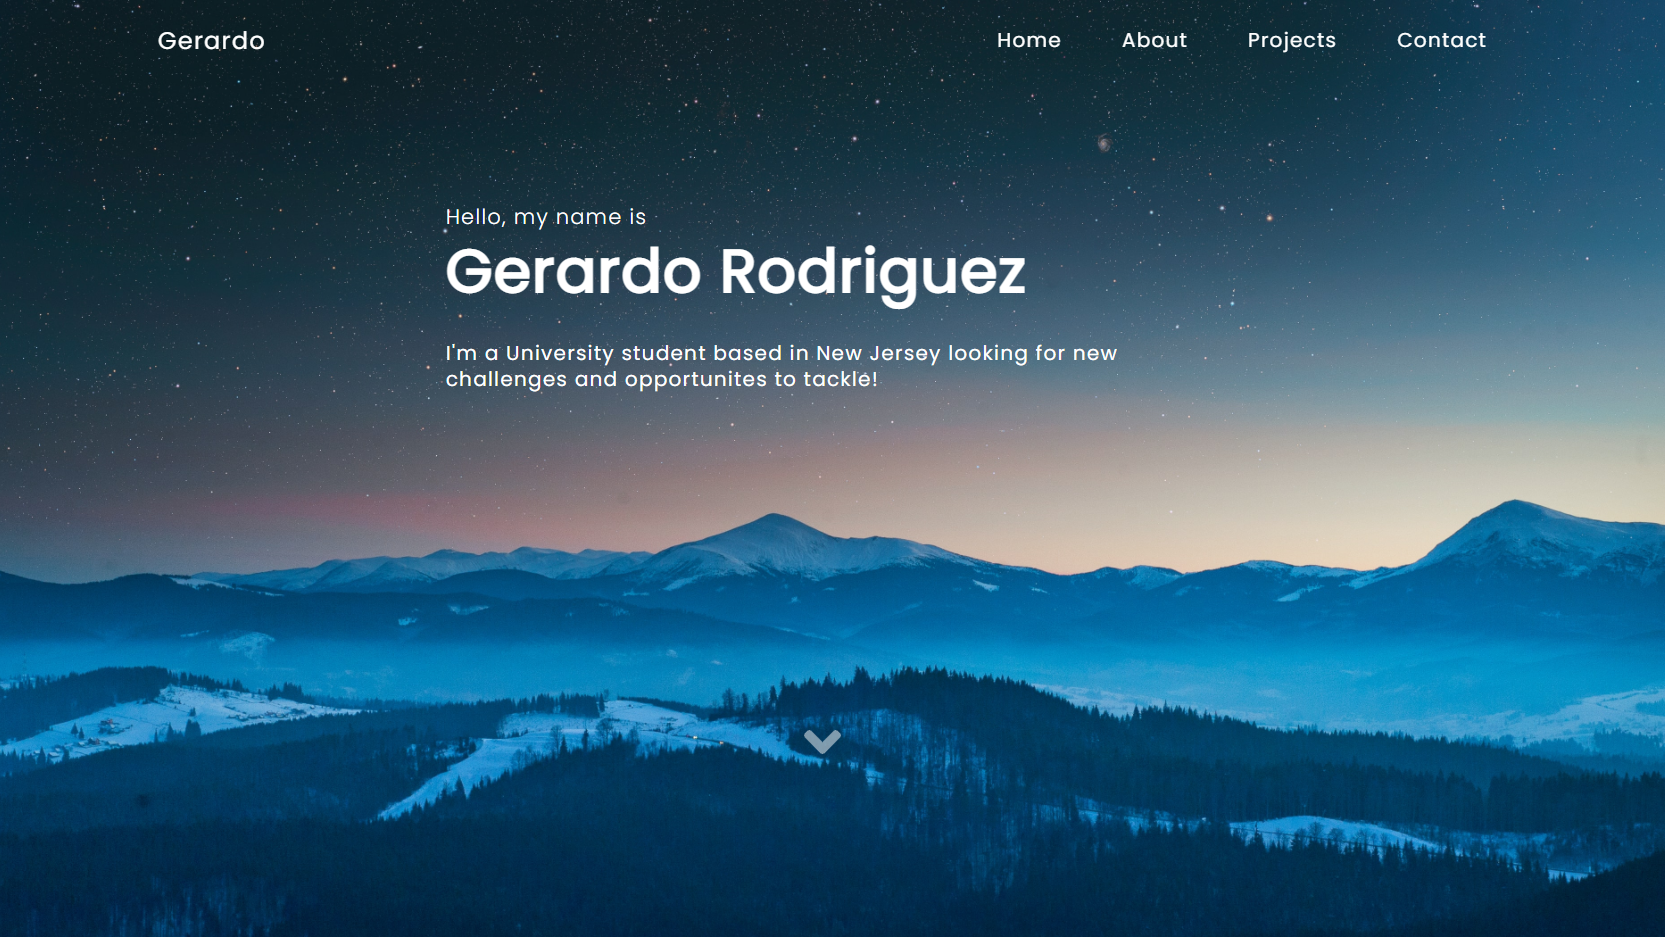 Gerardo
Home About Projects Contact
Hello, my name is
Gerardo Rodriguez
I'm a University student based in New Jersey looking for new
challenges and opportunites to tackle!